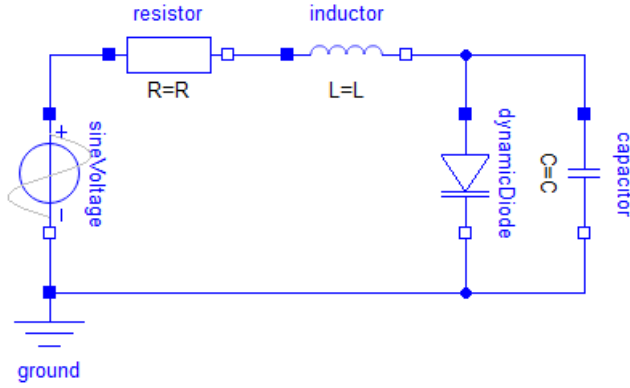 resistor
inductor
R=R
L=L
+
sineVoltage
−
dynamicDiode
C=C
capacitor
ground